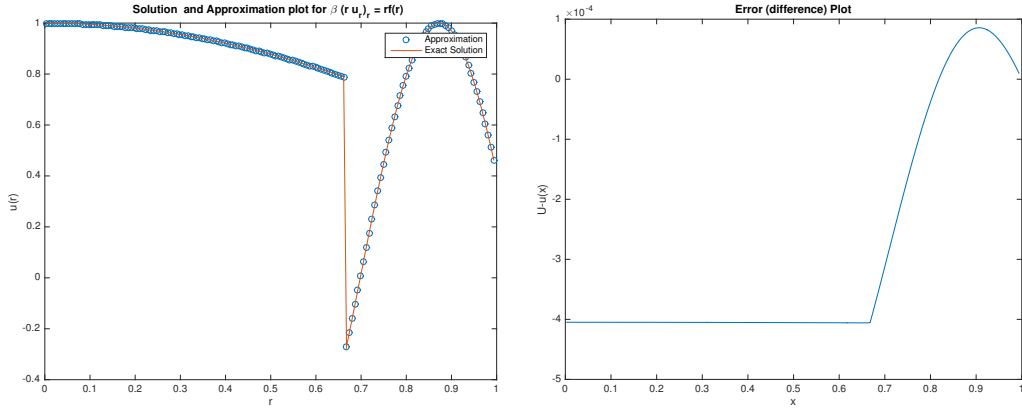 Solution and Approximation plot for β (r u_r)_r = rf(r)
1
0.8
0.6
0.4
0.2
0
-0.2
-0.4
u(r)
Approximation
Exact Solution
0 0.1 0.2 0.3 0.4 0.5 0.6 0.7 0.8 0.9 1
r
Error (difference) Plot
×10⁻⁴
1
0
-1
-2
-3
-4
-5
U-u(x)
0 0.1 0.2 0.3 0.4 0.5 0.6 0.7 0.8 0.9 1
x